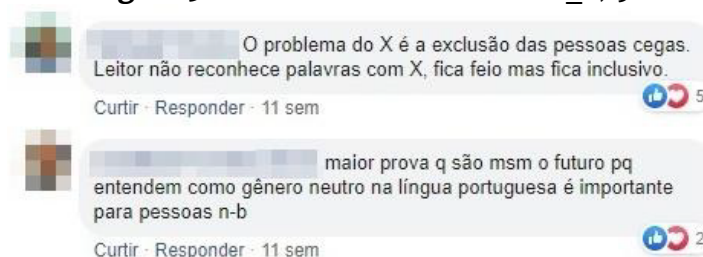 O problema do X é a exclusão das pessoas cegas.
Leitor não reconhece palavras com X, fica feio mas fica inclusivo.
5
Curtir · Responder · 11 sem
maior prova q são msm o futuro pq
entendem como gênero neutro na língua portuguesa é importante
para pessoas n-b
2
Curtir · Responder · 11 sem